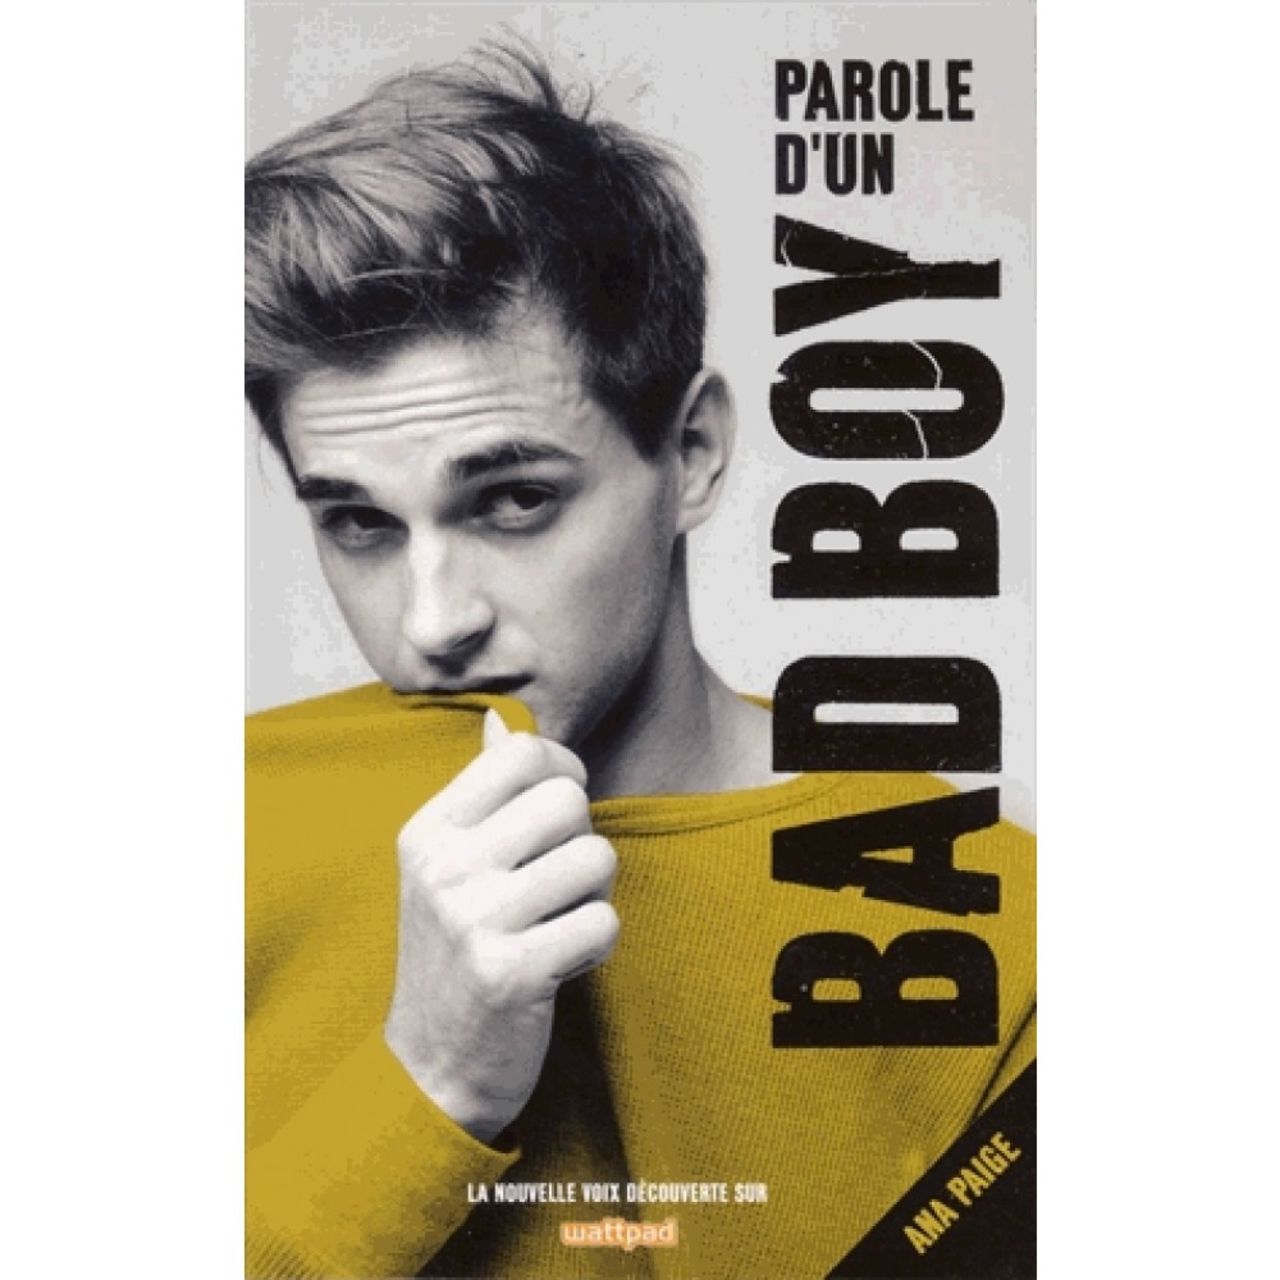 PAROLE
D'UN
BAD BOY
LA NOUVELLE VOIX DÉCOUVERTE SUR
wattpad
ANA PAIGE